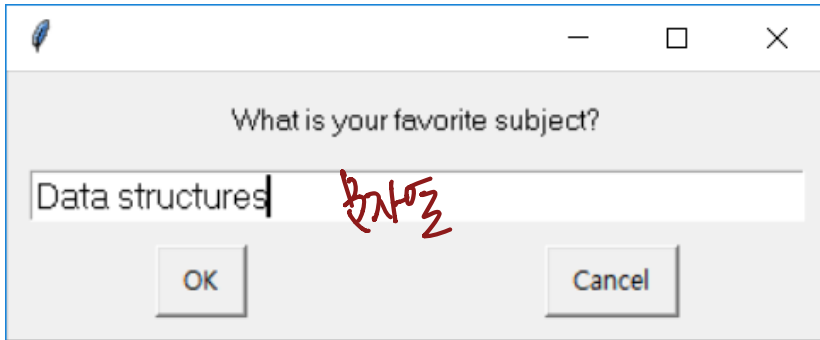 What is your favorite subject?
Data structures 문자열
OK Cancel